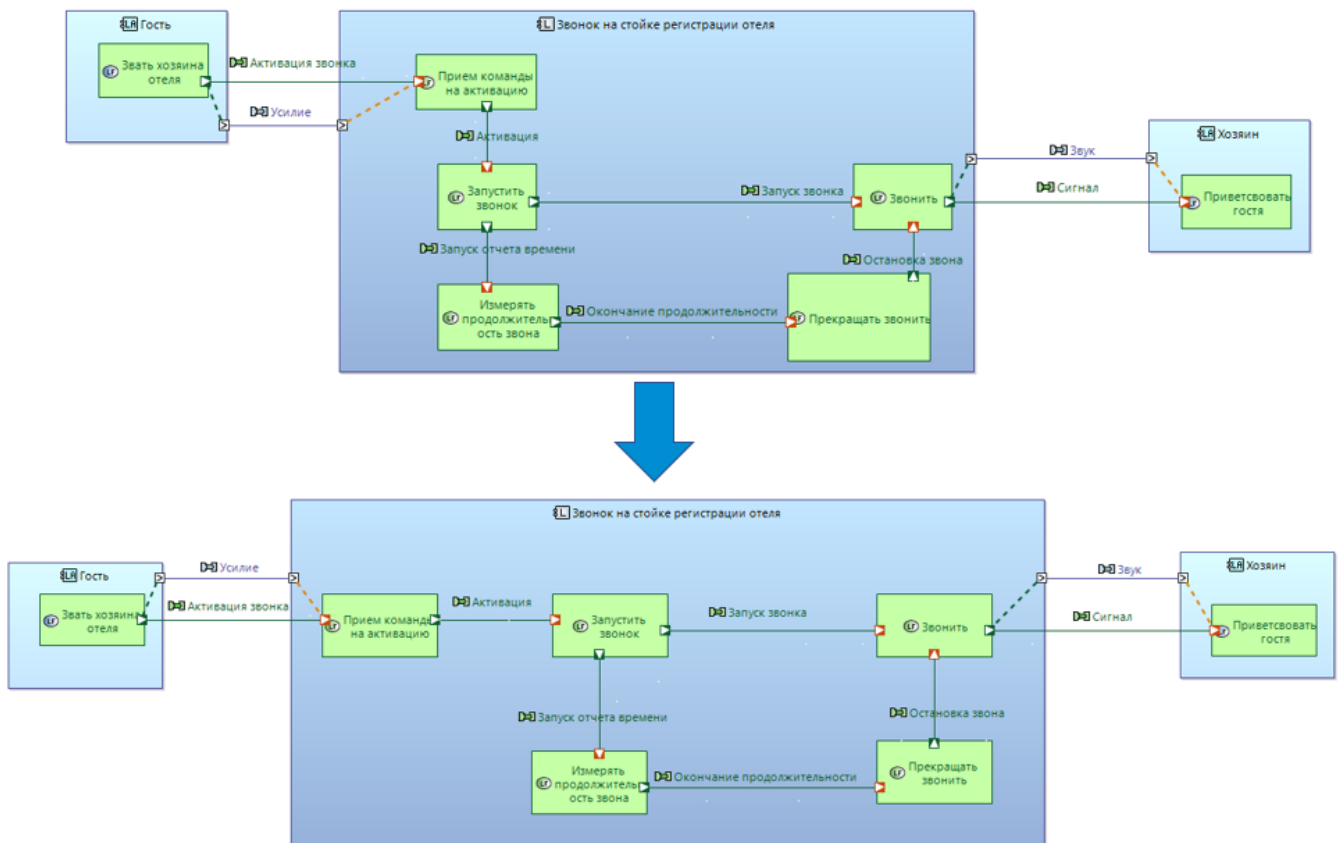 Гость
Звонок на стойке регистрации отеля
Звать хозяина
отеля
Активация звонка
Прием команды
на активацию
Усилие
Активация
Звук
Хозяин
Запустить
звонок
Запуск звонка
Звонить
Сигнал
Приветсвовать
гостя
Запуск отчета времени
Остановка звона
Измерять
продолжитель
ость звона
Окончание продолжительности
Прекращать звонить
Звонок на стойке регистрации отеля
Гость
Усилие
Звук
Хозяин
Звать хозяина
отеля
Активация звонка
Прием команды
на активацию
Активация
Запустить
звонок
Запуск звонка
Звонить
Сигнал
Приветсвовать
гостя
Запуск отчета времени
Остановка звона
Измерять
продолжитель
ость звона
Окончание продолжительности
Прекращать
звонить